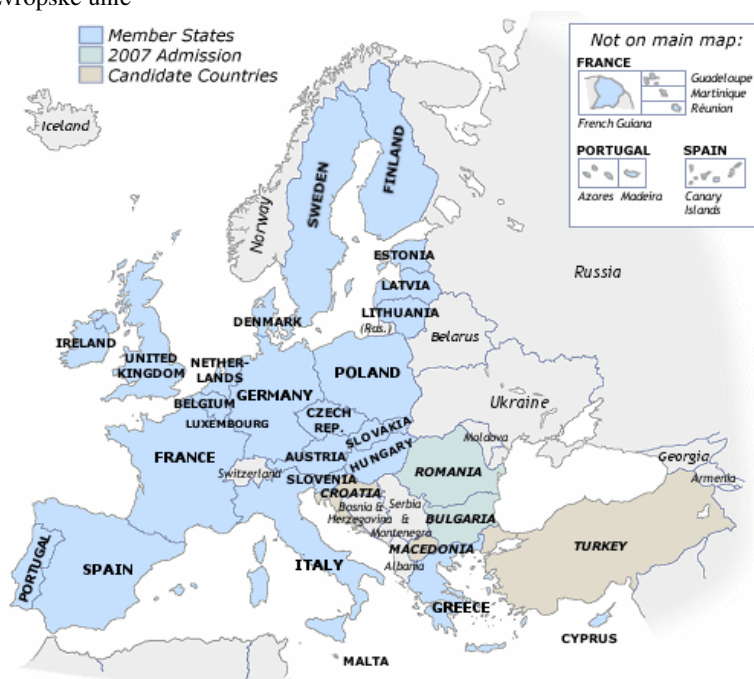 Evropské unie
Member States
2007 Admission
Candidate Countries
Not on main map:
FRANCE
Guadeloupe
Martinique
Réunion
French Guiana
PORTUGAL
SPAIN
Azores
Madeira
Canary
Islands
Iceland
Norway
SWEDEN
FINLAND
Russia
ESTONIA
LATVIA
LITHUANIA
(Rus.)
Belarus
DENMARK
IRELAND
UNITED
KINGDOM
NETHER-
LANDS
BELGIUM
LUXEMBOURG
GERMANY
POLAND
Ukraine
CZECH
REP.
SLOVAKIA
Moldova
FRANCE
Switzerland
AUSTRIA
HUNGARY
SLOVENIA
ROMANIA
Georgia
Armenia
CROATIA
Bosnia &
Herzegovina
Serbia
&
Montenegro
BULGARIA
MACEDONIA
Albania
TURKEY
PORTUGAL
SPAIN
ITALY
GREECE
CYPRUS
MALTA